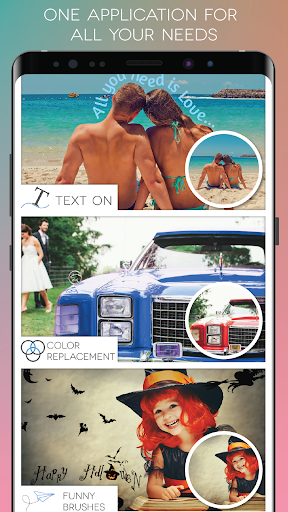 ONE APPLICATION FOR
ALL YOUR NEEDS
All you need is Love...
T TEXT ON
COLOR
REPLACEMENT
Happy Halloween
FUNNY
BRUSHES